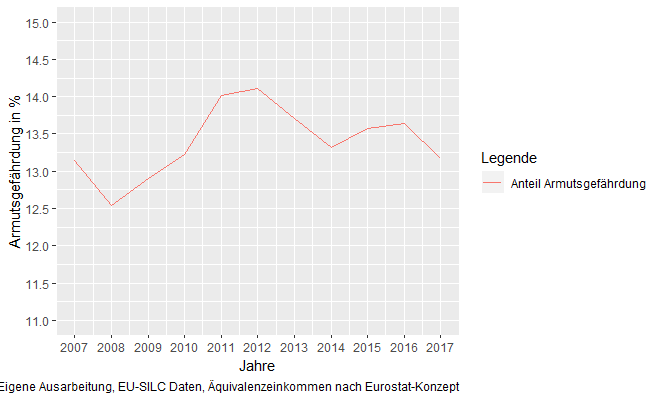 15.0
14.5
14.0
13.5
13.0
12.5
12.0
11.5
11.0
Armutsgefährdung in %
2007 2008 2009 2010 2011 2012 2013 2014 2015 2016 2017
Jahre
Legende
Anteil Armutsgefährdung
Eigene Ausarbeitung, EU-SILC Daten, Äquivalenzeinkommen nach Eurostat-Konzept